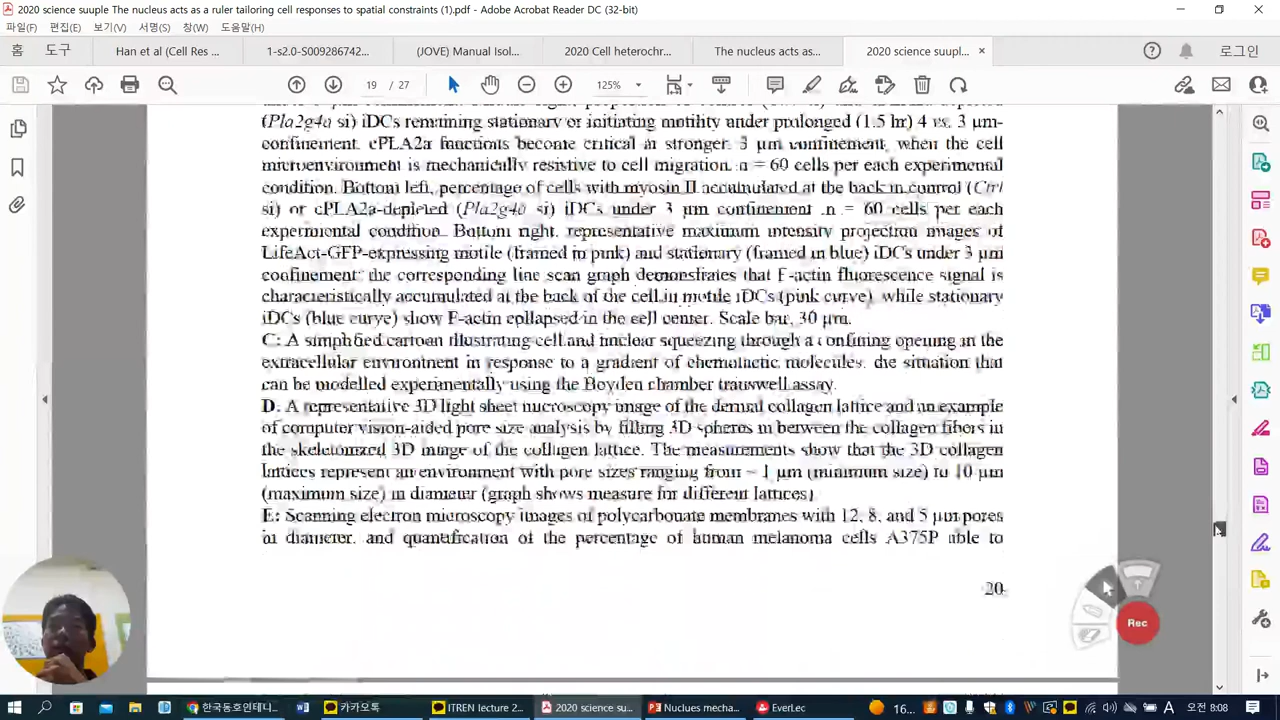 2020 science suuple The nucleus acts as a ruler tailoring cell responses to spatial constraints (1).pdf - Adobe Acrobat Reader DC (32-bit)
파일(F) 편집(E) 보기(V) 서명(S) 창(W) 도움말(H)
홈 도구 Han et al (Cell Res ... 1-s2.0-S009286742... (JOVE) Manual Isol... 2020 Cell heterochr... The nucleus acts as... 2020 science suupl... × 로그인
19 / 27 125%
(Pla2g4a si) iDCs remaining stationary or initiating motility under prolonged (1.5 hr) 4 vs. 3 μm-
confinement. cPLA2a functions become critical in stronger, 3 μm confinement, when the cell
microenvironment is mechanically resistive to cell migration. n = 60 cells per each experimental
condition. Bottom left, percentage of cells with myosin II accumulated at the back in control (Ctrl
si) or cPLA2a-depleted (Pla2g4a si) iDCs under 3 μm confinement. n = 60 cells per each
experimental condition. Bottom right, representative maximum intensity projection images of
LifeAct-GFP-expressing motile (framed in pink) and stationary (framed in blue) iDCs under 3 μm
confinement: the corresponding line scan graph demonstrates that F-actin fluorescence signal is
characteristically accumulated at the back of the cell in motile iDCs (pink curve), while stationary
iDCs (blue curve) show F-actin collapsed in the cell center. Scale bar, 30 μm.
C: A simplified cartoon illustrating cell and nuclear squeezing through a confining opening in the
extracellular environment in response to a gradient of chemotactic molecules, the situation that
can be modelled experimentally using the Boyden chamber transwell assay.
D: A representative 3D light sheet microscopy image of the dermal collagen lattice and an example
of computer vision-aided pore size analysis by filling 3D spheres in between the collagen fibers in
the skeletonized 3D image of the collagen lattice. The measurements show that the 3D collagen
lattices represent an environment with pore sizes ranging from ~ 1 μm (minimum size) to 10 μm
(maximum size) in diameter (graph shows measure for different lattices)
E: Scanning electron microscopy images of polycarbonate membranes with 12, 8, and 5 μm pores
in diameter, and quantification of the percentage of human melanoma cells A375P able to
20
Rec
한국동호인테니... 카카오톡 ITREN lecture 2... 2020 science su... Nuclues mecha... EverLec 16... A 오전 8:08